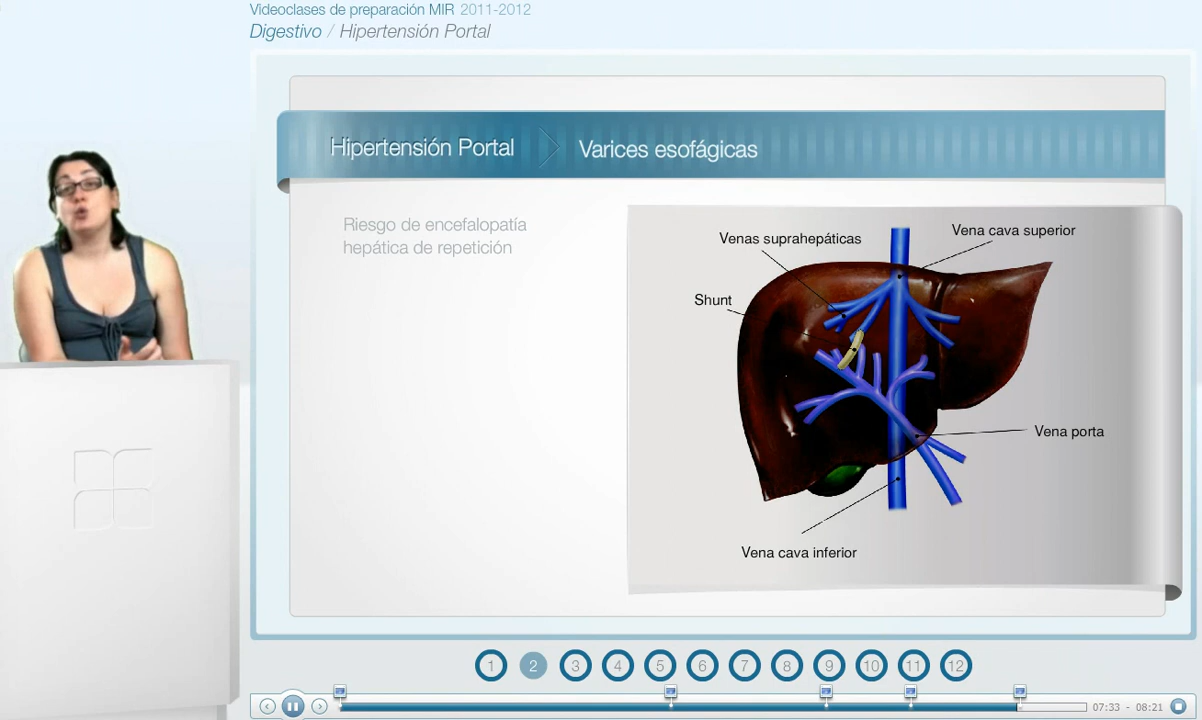 Videoclases de preparación MIR 2011-2012
Digestivo / Hipertensión Portal
Hipertensión Portal
Varices esofágicas
Riesgo de encefalopatía
hepática de repetición
Venas suprahepáticas
Vena cava superior
Shunt
Vena porta
Vena cava inferior
1 2 3 4 5 6 7 8 9 10 11 12
07:33 - 08:21